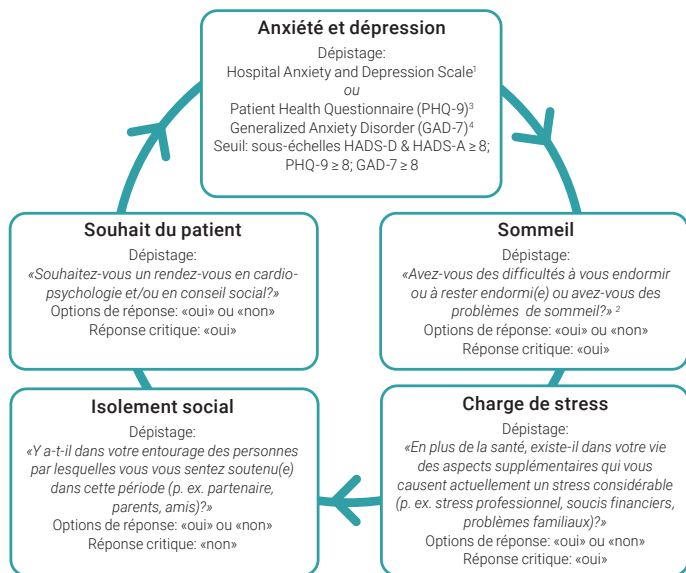 Anxiété et dépression
Dépistage:
Hospital Anxiety and Depression Scale¹
ou
Patient Health Questionnaire (PHQ-9)³
Generalized Anxiety Disorder (GAD-7)⁴
Seuil: sous-échelles HADS-D & HADS-A ≥ 8;
PHQ-9 ≥ 8; GAD-7 ≥ 8
Souhait du patient
Dépistage:
«Souhaitez-vous un rendez-vous en cardio-
psychologie et/ou en conseil social?»
Options de réponse: «oui» ou «non»
Réponse critique: «oui»
Sommeil
Dépistage:
«Avez-vous des difficultés à vous endormir
ou à rester endormi(e) ou avez-vous des
problèmes de sommeil?» ²
Options de réponse: «oui» ou «non»
Réponse critique: «oui»
Isolement social
Dépistage:
«Y a-t-il dans votre entourage des personnes
par lesquelles vous vous sentez soutenu(e)
dans cette période (p. ex. partenaire,
parents, amis)?»
Options de réponse: «oui» ou «non»
Réponse critique: «non»
Charge de stress
Dépistage:
«En plus de la santé, existe-il dans votre vie
des aspects supplémentaires qui vous
causent actuellement un stress considérable
(p. ex. stress professionnel, soucis financiers,
problèmes familiaux)?»
Options de réponse: «oui» ou «non»
Réponse critique: «oui»